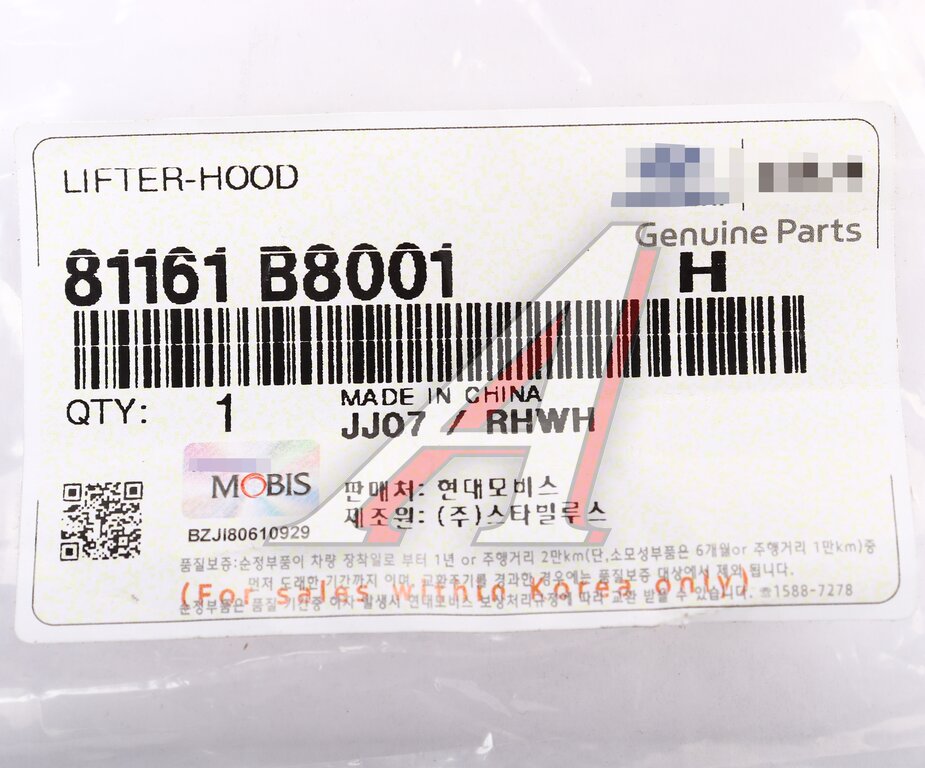 LIFTER-HOOD
Genuine Parts
81161 B8001 H
QTY: 1
MADE IN CHINA
JJ07 / RHWH
MOBIS
판매처: 현대모비스
제조원: (주)스타빌루스
BZJI80610929
품질보증:순정부품이 차량 장착일로 부터 1년 or 주행거리 2만km(단,소모성부품은 6개월or 주행거리 1만km)중
먼저 도래한 기간까지 이며, 교환주기를 경과한 경우에는 품질보증 대상에서 제외 됩니다.
(For sales within Korea only)
순정부품은 품질 보증 하자 발생시 현대모비스 보상처리규정에 따라 교환 받을 수 있습니다. ☎1588-7278